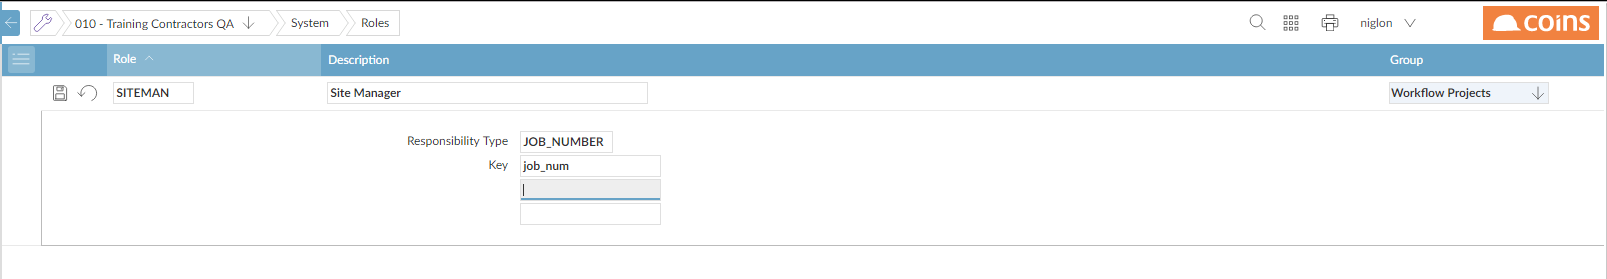 010 - Training Contractors QA System Roles niglon coins
Role Description Group
SITEMAN Site Manager Workflow Projects
Responsibility Type JOB_NUMBER
Key job_num